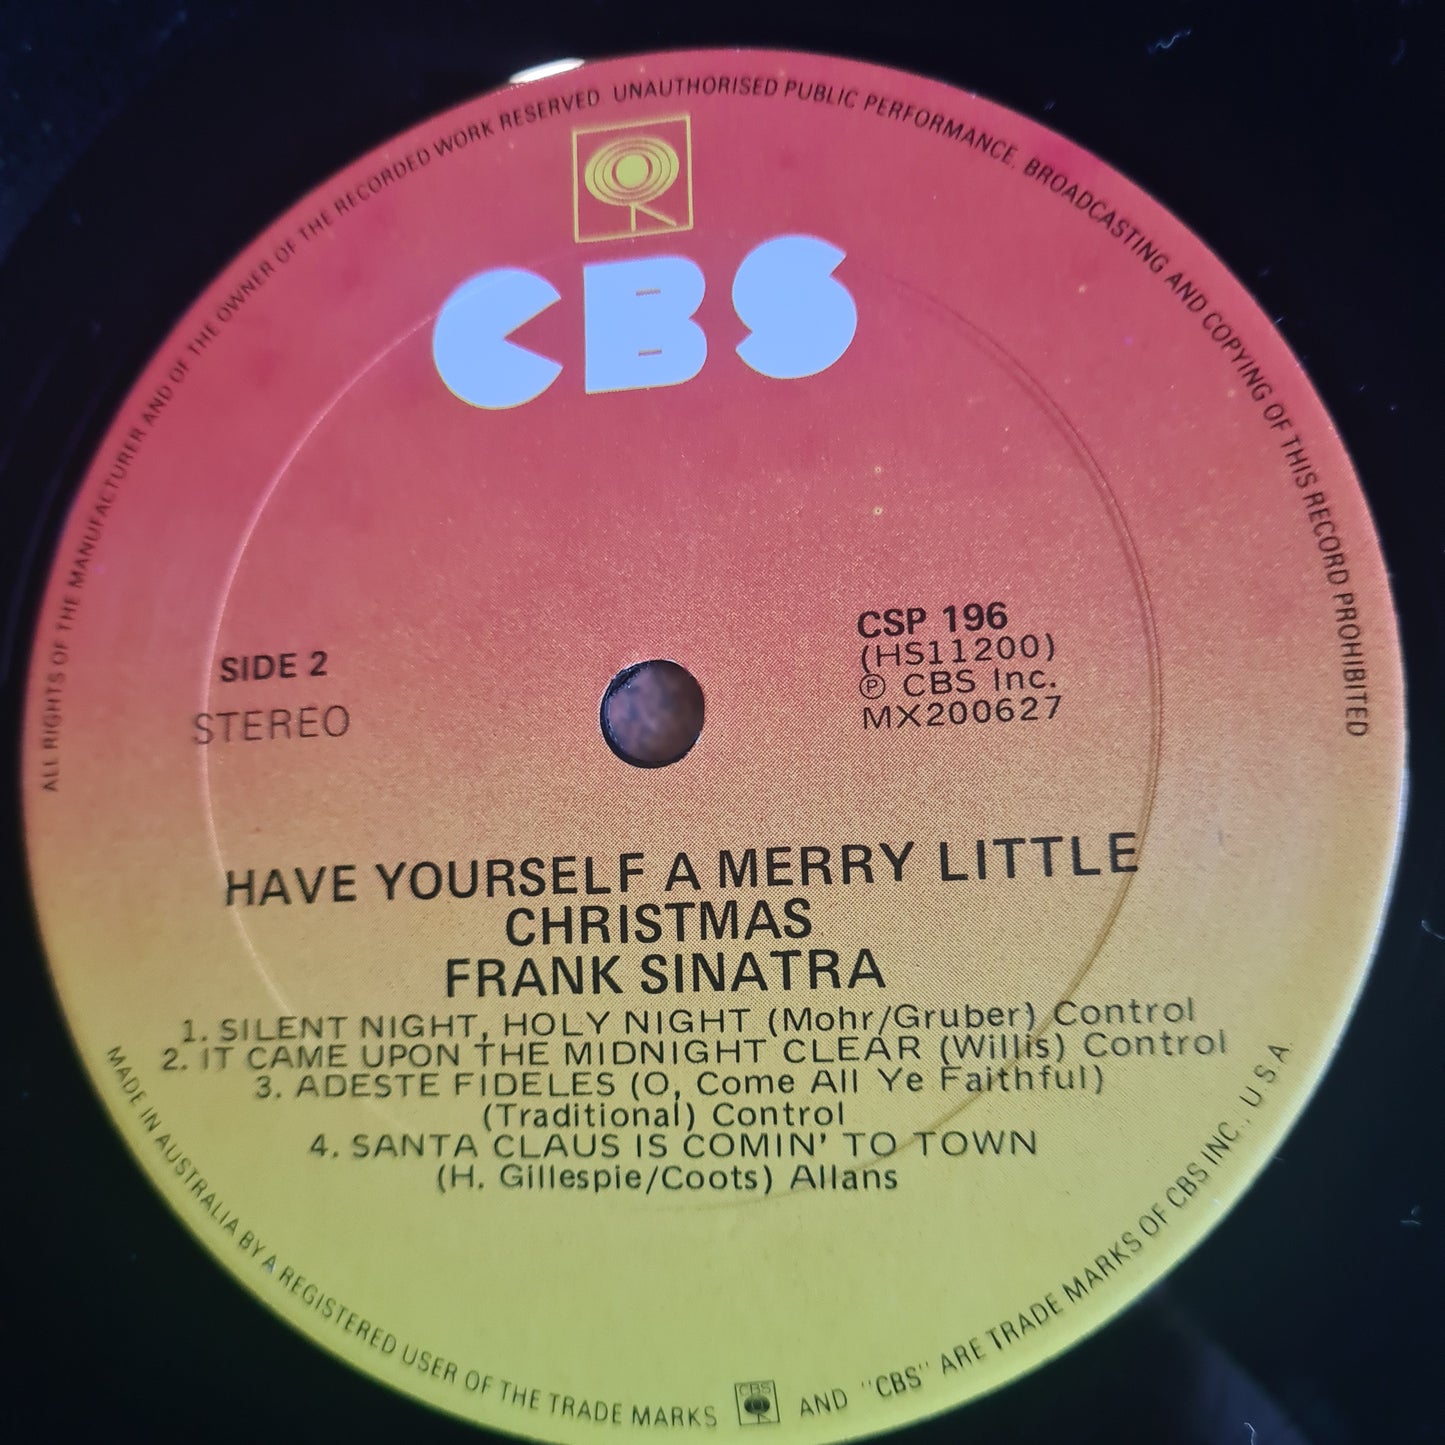 ALL RIGHTS OF THE MANUFACTURER AND OF THE OWNER OF THE RECORDED WORK RESERVED. UNAUTHORISED PUBLIC PERFORMANCE, BROADCASTING AND COPYING OF THIS RECORD PROHIBITED
CBS
SIDE 2
STEREO
CSP 196
(HS11200)
Ⓟ CBS Inc.
MX200627
HAVE YOURSELF A MERRY LITTLE
CHRISTMAS
FRANK SINATRA
1. SILENT NIGHT, HOLY NIGHT (Mohr/Gruber) Control
2. IT CAME UPON THE MIDNIGHT CLEAR (Willis) Control
3. ADESTE FIDELES (O, Come All Ye Faithful)
(Traditional) Control
4. SANTA CLAUS IS COMIN' TO TOWN
(H. Gillespie/Coots) Allans
MADE IN AUSTRALIA BY A REGISTERED USER OF THE TRADE MARKS CBS AND "CBS" ARE TRADE MARKS OF CBS INC., U.S.A.